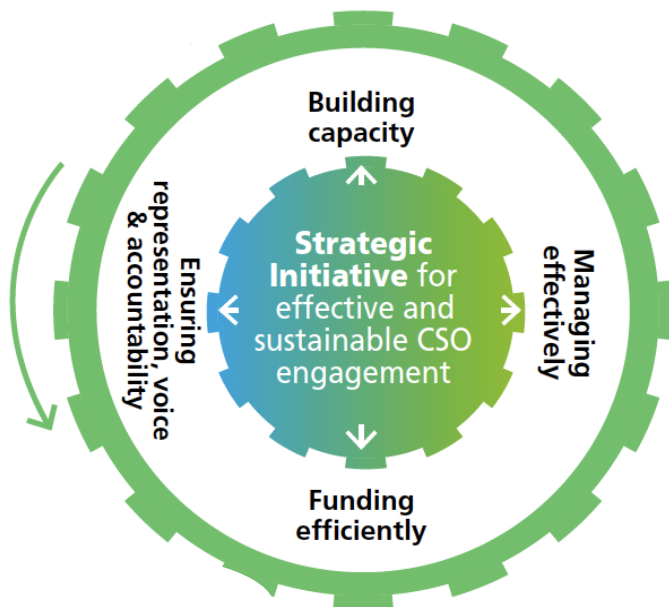 Building
capacity
Ensuring
representation, voice
& accountability
Strategic
Initiative for
effective and
sustainable CSO
engagement
Managing
effectively
Funding
efficiently